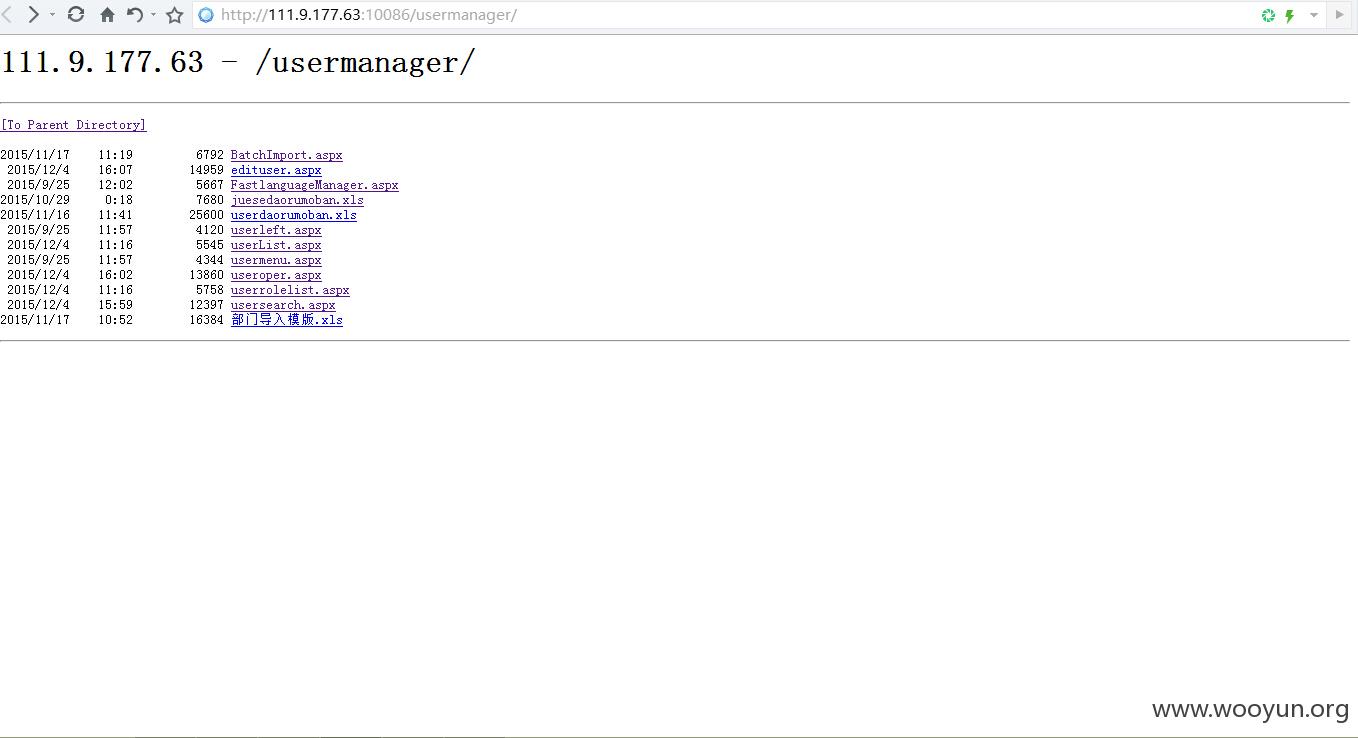 http://111.9.177.63:10086/usermanager/
111.9.177.63 - /usermanager/
[To Parent Directory]
2015/11/17 11:19 6792 BatchImport.aspx
2015/12/4 16:07 14959 edituser.aspx
2015/9/25 12:02 5667 FastlanguageManager.aspx
2015/10/29 0:18 7680 juesedaorumoban.xls
2015/11/16 11:41 25600 userdaorumoban.xls
2015/9/25 11:57 4120 userleft.aspx
2015/12/4 11:16 5545 userList.aspx
2015/9/25 11:57 4344 usermenu.aspx
2015/12/4 16:02 13860 useroper.aspx
2015/12/4 11:16 5758 userrolelist.aspx
2015/12/4 15:59 12397 usersearch.aspx
2015/11/17 10:52 16384 部门导入模版.xls
www.wooyun.org